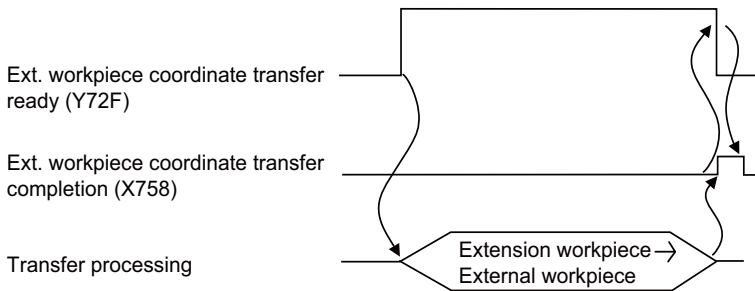 Ext. workpiece coordinate transfer
ready (Y72F)
Ext. workpiece coordinate transfer
completion (X758)
Transfer processing
Extension workpiece →
External workpiece